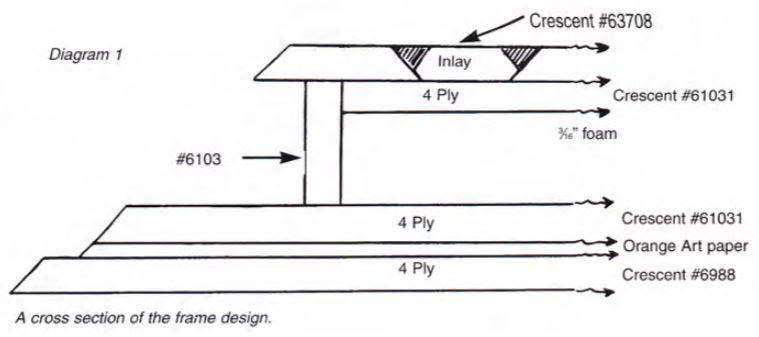 Crescent #63708
Diagram 1
Inlay
4 Ply
Crescent #61031
3/16" foam
#6103
4 Ply
Crescent #61031
Orange Art paper
4 Ply
Crescent #6988
A cross section of the frame design.